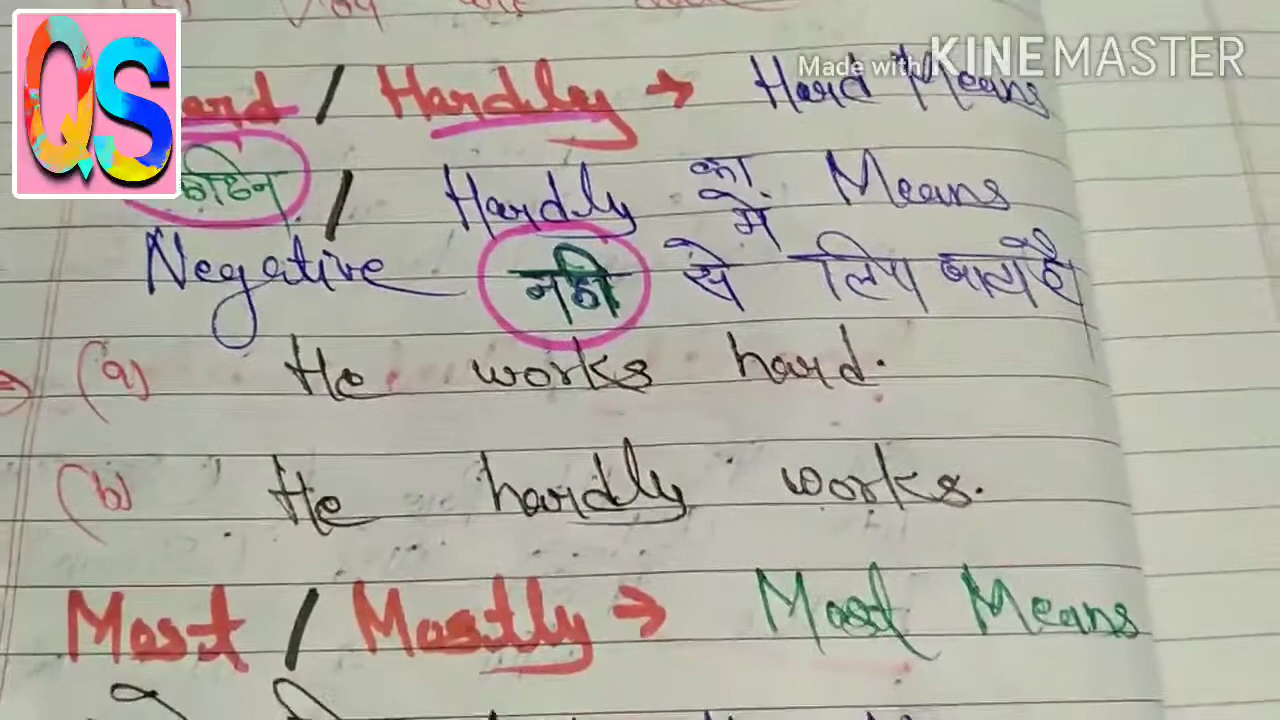 QS
Made with KINEMASTER
ard / Hardly → Hard Means
कठिन / Hardly का Means
में
Negative नही से लिया जाता है
(a) He works hard.
(b) He hardly works.
Most / Mostly → Most Means